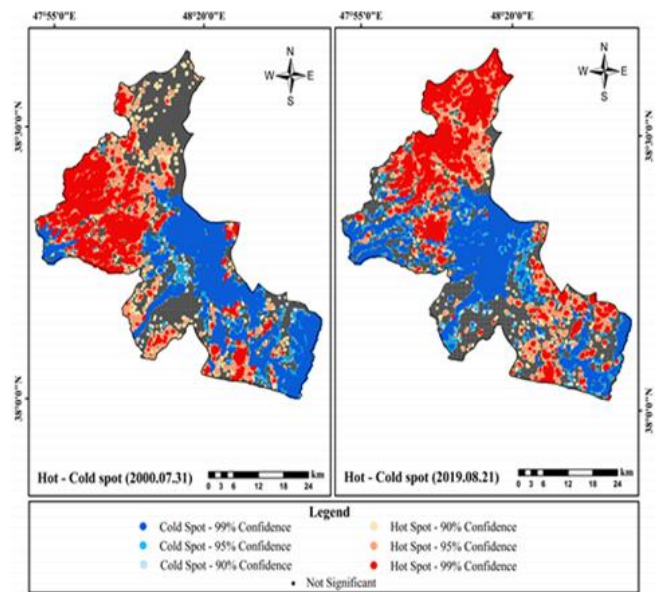 47°55'0"E 48°20'0"E 47°55'0"E 48°20'0"E
N N
W E W E
S S
38°30'0"N 38°30'0"N
38°0'0"N 38°0'0"N
km km
Hot - Cold spot (2000.07.31) 0 3 6 12 18 24 Hot - Cold spot (2019.08.21) 0 3 6 12 18 24
Legend
Cold Spot - 99% Confidence Hot Spot - 90% Confidence
Cold Spot - 95% Confidence Hot Spot - 95% Confidence
Cold Spot - 90% Confidence Hot Spot - 99% Confidence
Not Significant